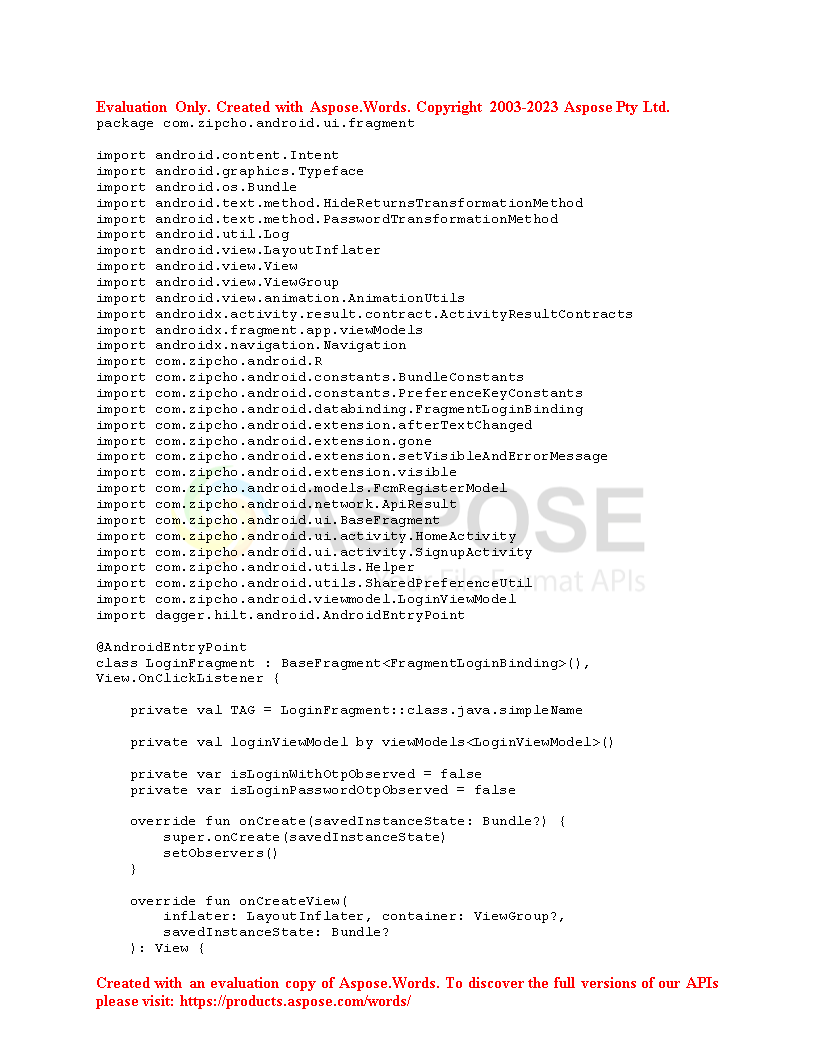 Evaluation Only. Created with Aspose.Words. Copyright 2003-2023 Aspose Pty Ltd.
package com.zipcho.android.ui.fragment

import android.content.Intent
import android.graphics.Typeface
import android.os.Bundle
import android.text.method.HideReturnsTransformationMethod
import android.text.method.PasswordTransformationMethod
import android.util.Log
import android.view.LayoutInflater
import android.view.View
import android.view.ViewGroup
import android.view.animation.AnimationUtils
import androidx.activity.result.contract.ActivityResultContracts
import androidx.fragment.app.viewModels
import androidx.navigation.Navigation
import com.zipcho.android.R
import com.zipcho.android.constants.BundleConstants
import com.zipcho.android.constants.PreferenceKeyConstants
import com.zipcho.android.databinding.FragmentLoginBinding
import com.zipcho.android.extension.afterTextChanged
import com.zipcho.android.extension.gone
import com.zipcho.android.extension.setVisibleAndErrorMessage
import com.zipcho.android.extension.visible
import com.zipcho.android.models.FcmRegisterModel
import com.zipcho.android.network.ApiResult
import com.zipcho.android.ui.BaseFragment
import com.zipcho.android.ui.activity.HomeActivity
import com.zipcho.android.ui.activity.SignupActivity
import com.zipcho.android.utils.Helper
import com.zipcho.android.utils.SharedPreferenceUtil
import com.zipcho.android.viewmodel.LoginViewModel
import dagger.hilt.android.AndroidEntryPoint
ASPOSE
Your File Format APIs

@AndroidEntryPoint
class LoginFragment : BaseFragment<FragmentLoginBinding>(),
View.OnClickListener {

    private val TAG = LoginFragment::class.java.simpleName

    private val loginViewModel by viewModels<LoginViewModel>()

    private var isLoginWithOtpObserved = false
    private var isLoginPasswordOtpObserved = false

    override fun onCreate(savedInstanceState: Bundle?) {
        super.onCreate(savedInstanceState)
        setObservers()
    }

    override fun onCreateView(
        inflater: LayoutInflater, container: ViewGroup?,
        savedInstanceState: Bundle?
    ): View {

Created with an evaluation copy of Aspose.Words. To discover the full versions of our APIs
please visit: https://products.aspose.com/words/